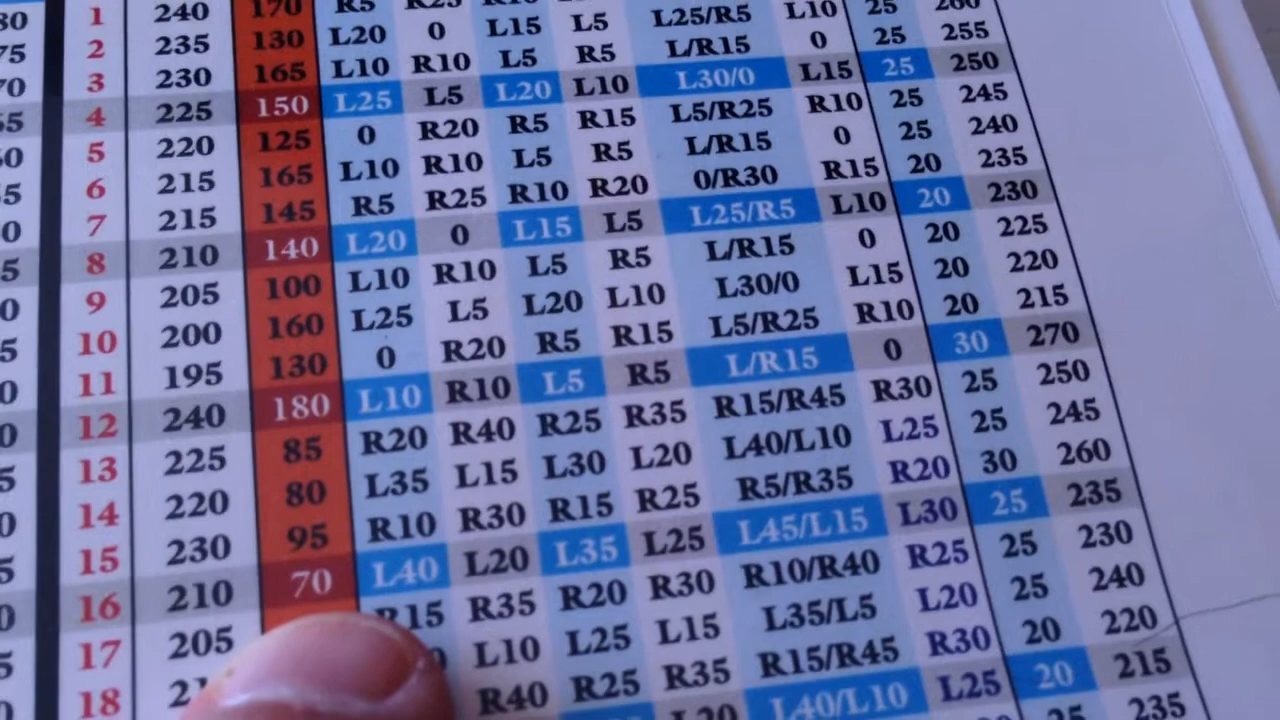 1 240 170 R5 R25 R10
2 235 130 L20 0 L15 L5 L25/R5 L10 25 260
3 230 165 L10 R10 L5 R5 L/R15 0 25 255
4 225 150 L25 L5 L20 L10 L30/0 L15 25 250
5 220 125 0 R20 R5 R15 L5/R25 R10 25 245
6 215 165 L10 R10 L5 R5 L/R15 0 25 240
7 215 145 R5 R25 R10 R20 0/R30 R15 20 235
8 210 140 L20 0 L15 L5 L25/R5 L10 20 230
9 205 100 L10 R10 L5 R5 L/R15 0 20 225
10 200 160 L25 L5 L20 L10 L30/0 L15 20 220
11 195 130 0 R20 R5 R15 L5/R25 R10 20 215
12 240 180 L10 R10 L5 R5 L/R15 0 30 270
13 225 85 R20 R40 R25 R35 R15/R45 R30 25 250
14 220 80 L35 L15 L30 L20 L40/L10 L25 25 245
15 230 95 R10 R30 R15 R25 R5/R35 R20 30 260
16 210 70 L40 L20 L35 L25 L45/L15 L30 25 235
17 205 R15 R35 R20 R30 R10/R40 R25 25 230
18 L10 L25 L15 L35/L5 L20 25 240
R40 R25 R35 R15/R45 R30 20 220
L20 L40/L10 L25 20 215
25 235